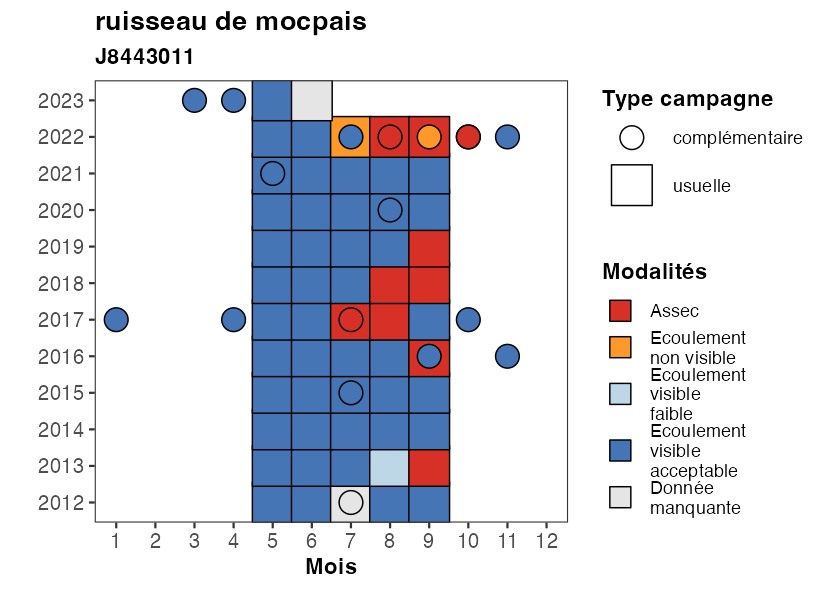 ruisseau de mocpais
J8443011
2023
2022
2021
2020
2019
2018
2017
2016
2015
2014
2013
2012
1 2 3 4 5 6 7 8 9 10 11 12
Mois
Type campagne
complémentaire
usuelle
Modalités
Assec
Ecoulement
non visible
Ecoulement
visible
faible
Ecoulement
visible
acceptable
Donnée
manquante